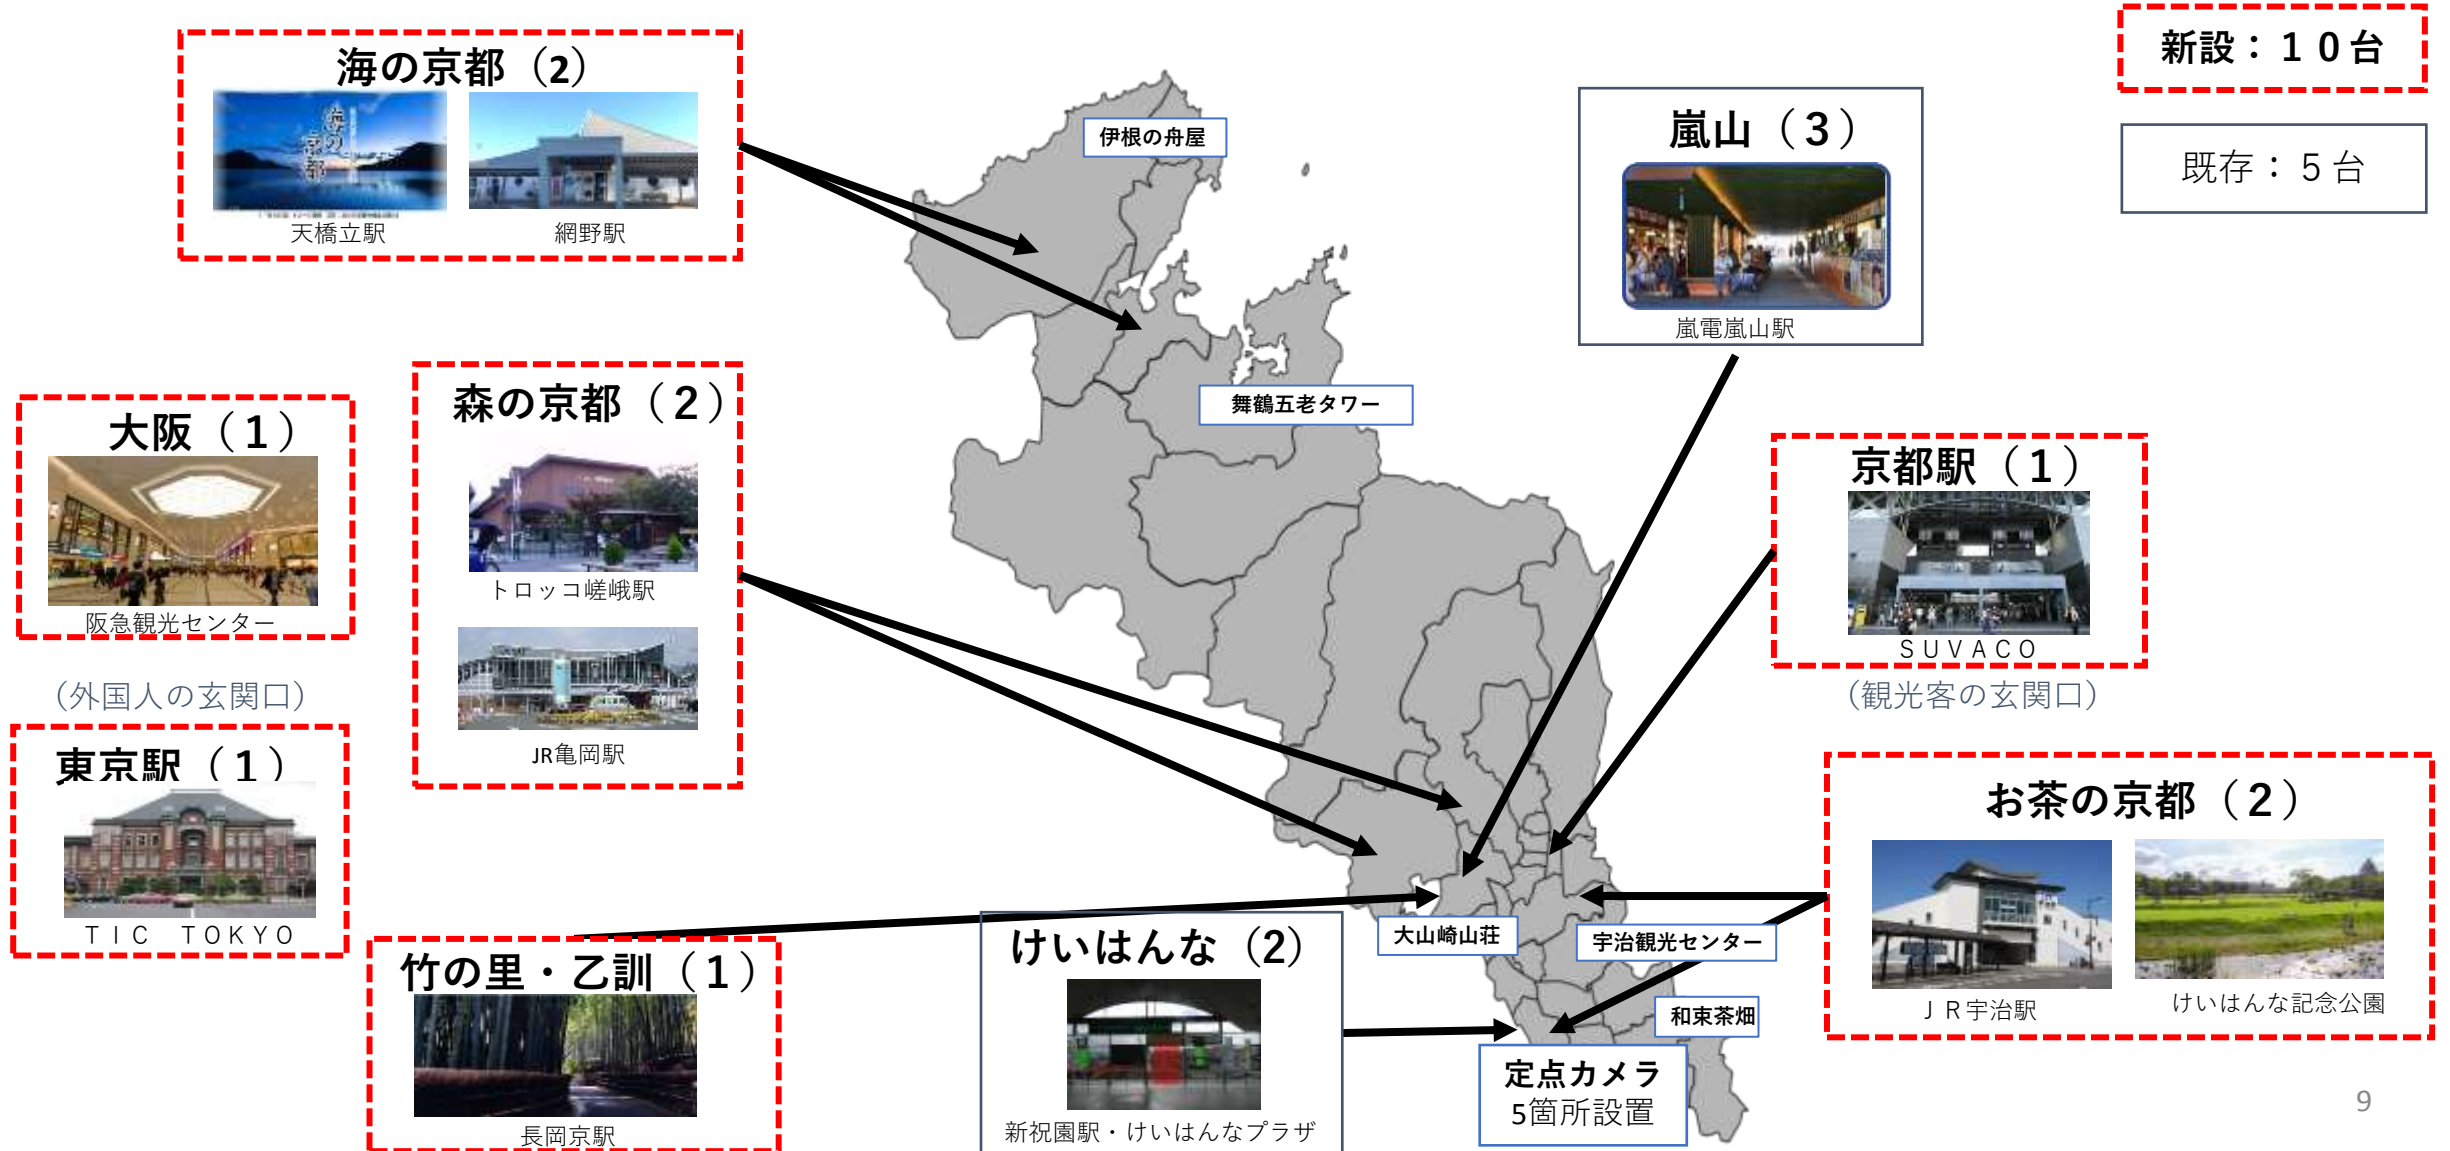 海の京都（2）
天橋立駅
網野駅
伊根の舟屋
嵐山（３）
嵐電嵐山駅
新設：１０台
既存：５台
舞鶴五老タワー
大阪（１）
阪急観光センター
（外国人の玄関口）
東京駅（１）
ＴＩＣ　ＴＯＫＹＯ
森の京都（２）
トロッコ嵯峨駅
JR亀岡駅
京都駅（１）
ＳＵＶＡＣＯ
（観光客の玄関口）
お茶の京都（２）
ＪＲ宇治駅
けいはんな記念公園
竹の里・乙訓（１）
長岡京駅
けいはんな（2）
新祝園駅・けいはんなプラザ
大山崎山荘
宇治観光センター
和束茶畑
定点カメラ
5箇所設置
9